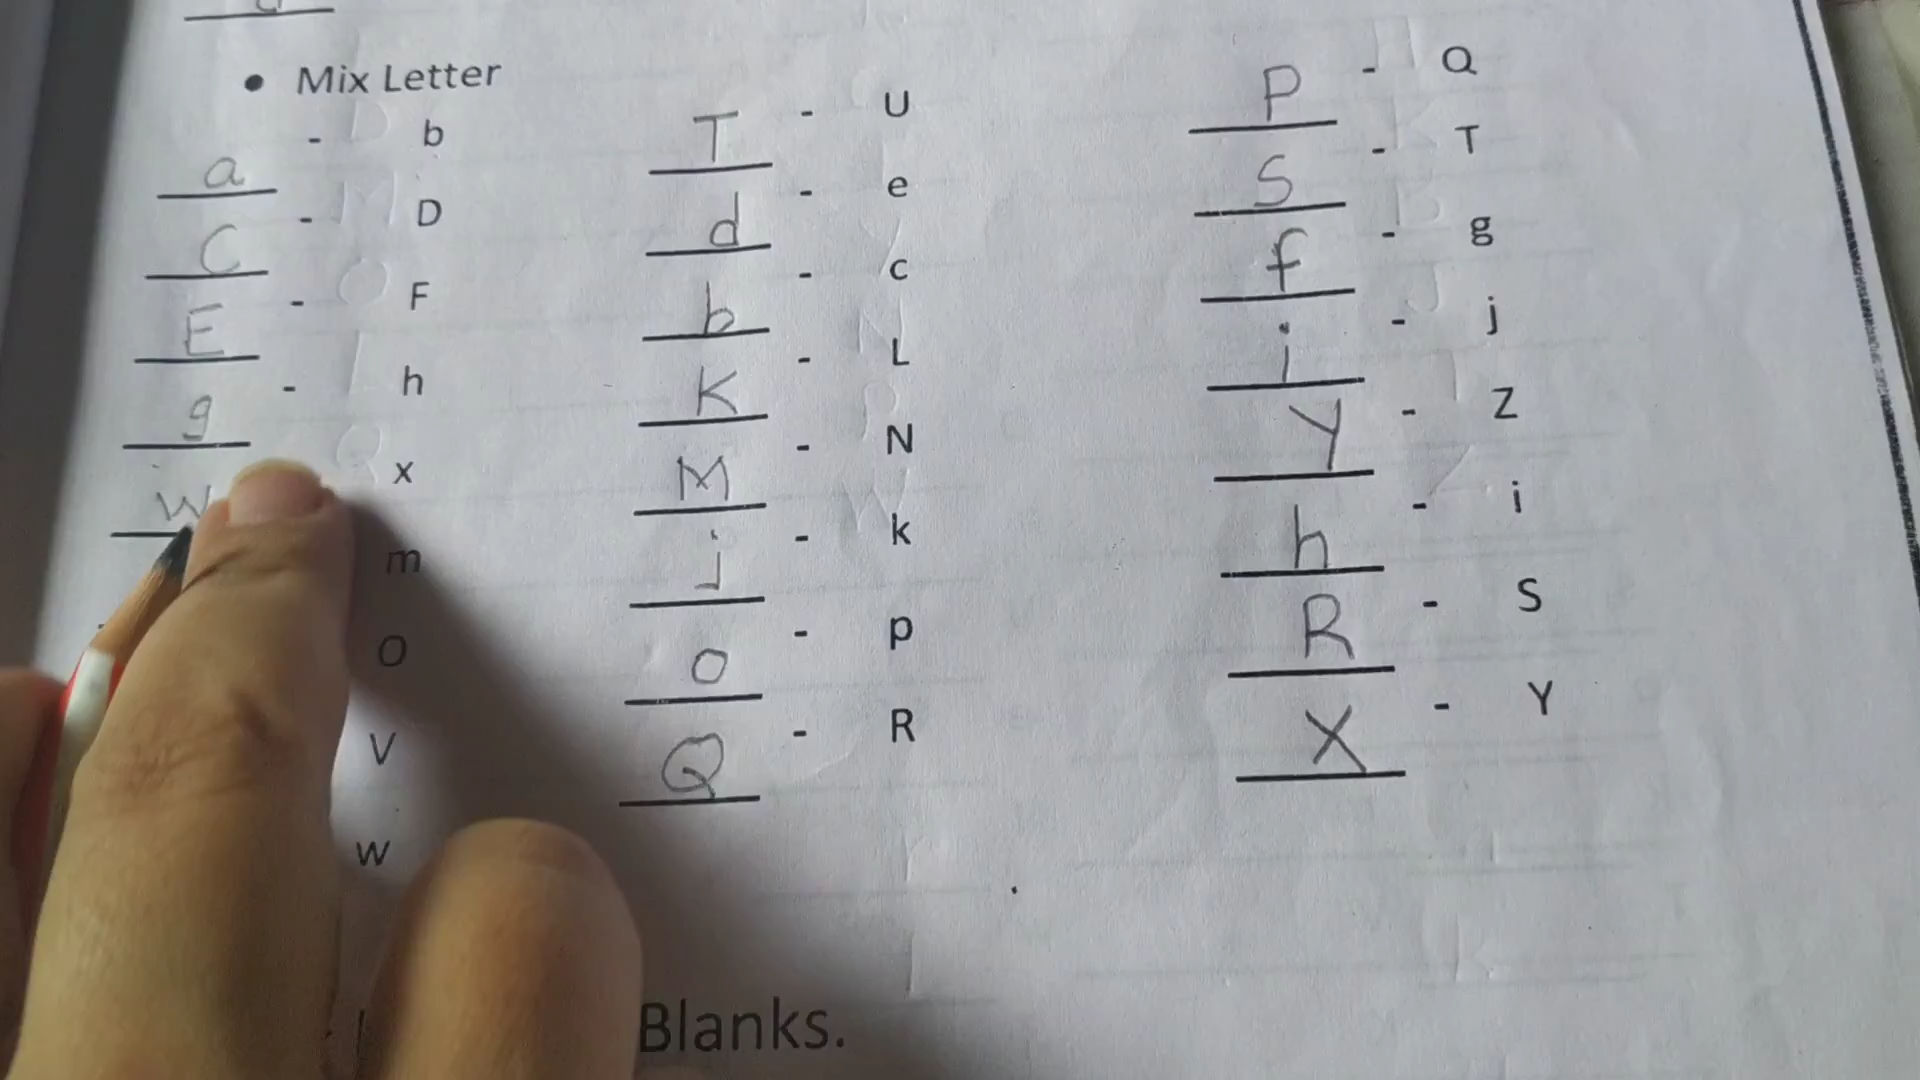 • Mix Letter
a - b
C - D
E - F
g - h
w x
m
O
V
w
T - U
d - e
b - c
K - L
M - N
j - k
o - p
Q - R
P - Q
S - T
f - g
i - j
Y - Z
h - i
R - S
X - Y
Blanks.